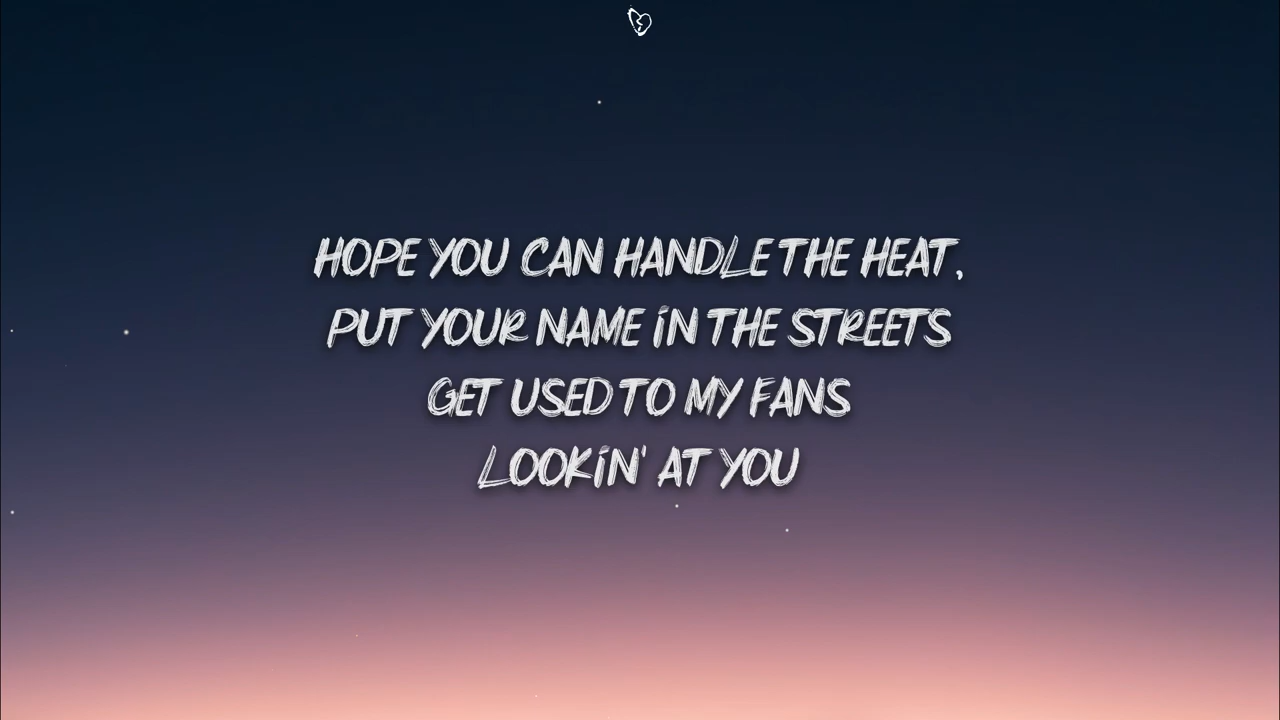 HOPE YOU CAN HANDLE THE HEAT,
PUT YOUR NAME IN THE STREETS
GET USED TO MY FANS
LOOKIN' AT YOU